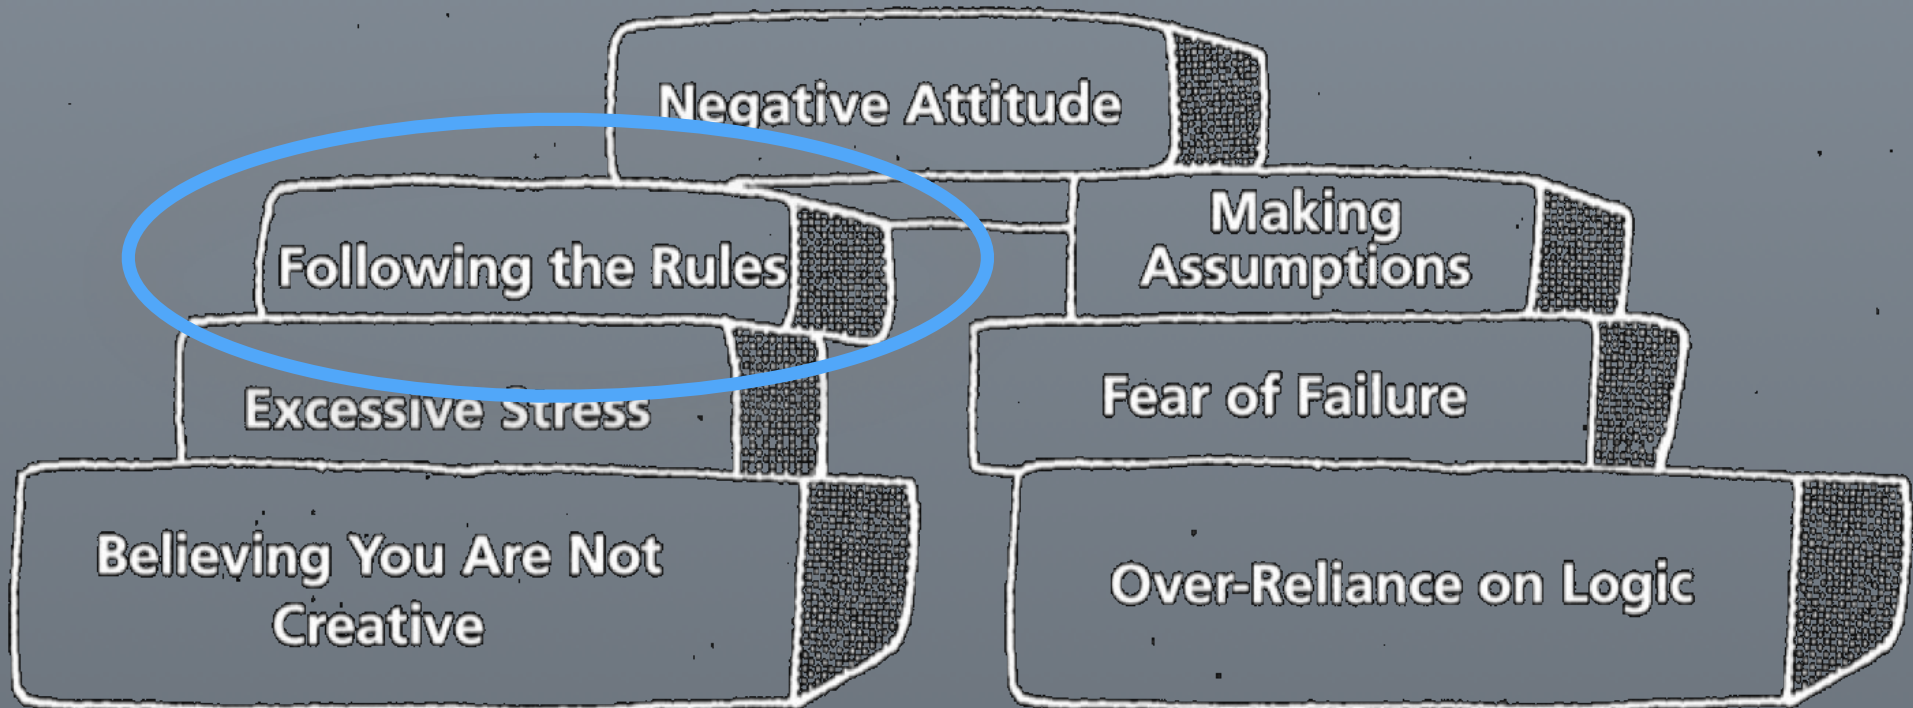 Negative Attitude
Following the Rules
Making
Assumptions
Excessive Stress
Fear of Failure
Believing You Are Not
Creative
Over-Reliance on Logic